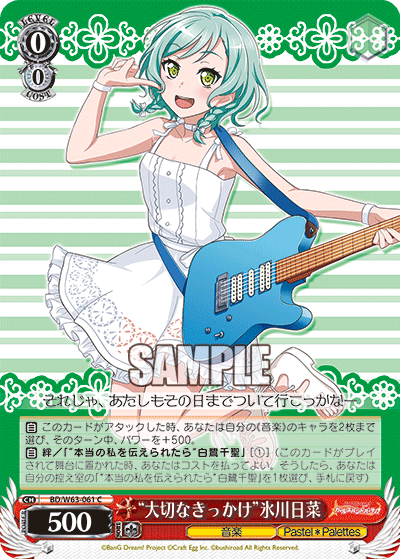 LEVEL
0
0
COST
SAMPLE
それじゃ、あたしもその日までついて行こっかなー
自 このカードがアタックした時、あなたは自分の《音楽》のキャラを2枚まで
選び、そのターン中、パワーを+500。
自 絆／「“本当の私を伝えられたら”白鷺千聖」［①］（このカードがプレイさ
れて舞台に置かれた時、あなたはコストを払ってよい。そうしたら、あなたは
自分の控え室の「“本当の私を伝えられたら”白鷺千聖」を1枚選び、手札に戻す）
CH BD/W63-061 C
500
“大切なきっかけ”氷川日菜
音楽 Pastel＊Palettes
©BanG Dream! Project ©Craft Egg Inc. ©bushiroad All Rights Reserved.